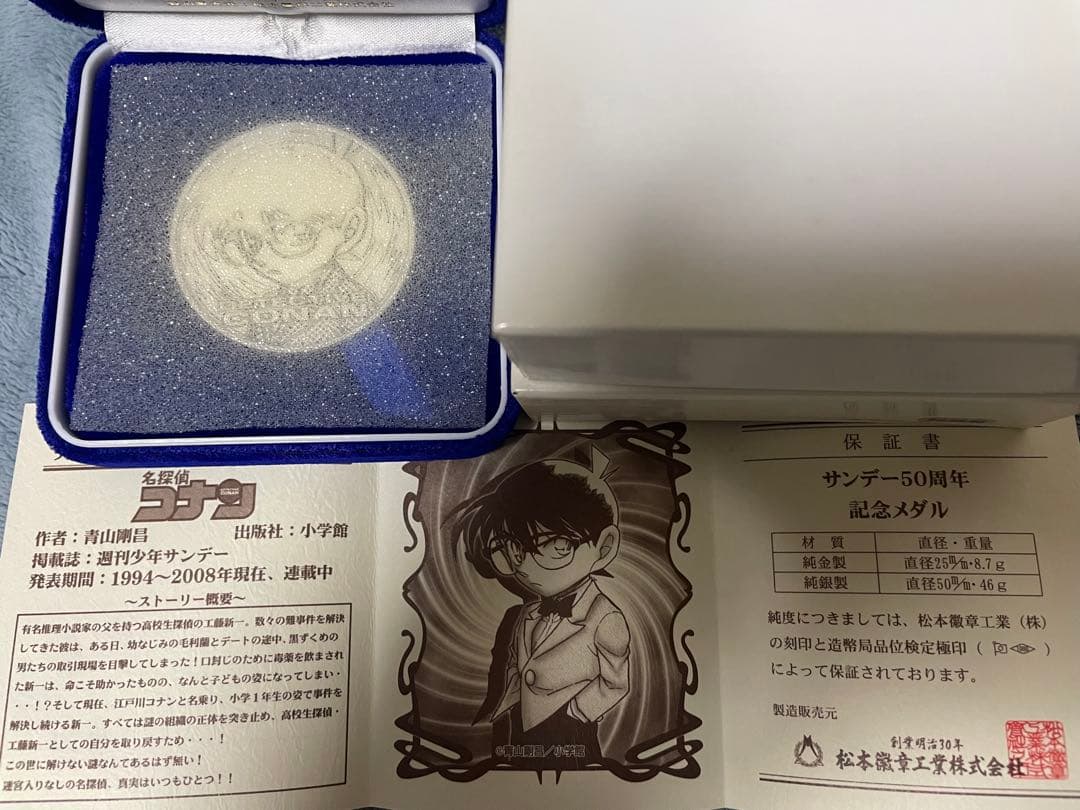 CONAN
名探偵
コナン
作者：青山剛昌　出版社：小学館
掲載誌：週刊少年サンデー
発表期間：1994～2008年現在、連載中
～ストーリー概要～
有名推理小説家の父を持つ高校生探偵の工藤新一。数々の難事件を解決
してきた彼は、ある日、幼なじみの毛利蘭とデートの途中、黒ずくめの
男たちの取引現場を目撃してしまった！口封じのために毒薬を飲まされ
た新一は、命こそ助かったものの、なんと子どもの姿になってしまい・
・・！？そして現在、江戸川コナンと名乗り、小学1年生の姿で事件を
解決し続ける新一。すべては謎の組織の正体を突き止め、高校生探偵・
工藤新一としての自分を取り戻すため・・・！
この世に解けない謎なんてあるはず無い！
迷宮入りなしの名探偵、真実はいつもひとつ！！
©青山剛昌／小学館
保証書
サンデー50周年
記念メダル
材質　直径・重量
純金製　直径25㎜・8.7g
純銀製　直径50㎜・46g
純度につきましては、松本徽章工業（株）
の刻印と造幣局品位検定極印（　）
によって保証されております。
製造販売元
創業明治30年
松本徽章工業株式会社